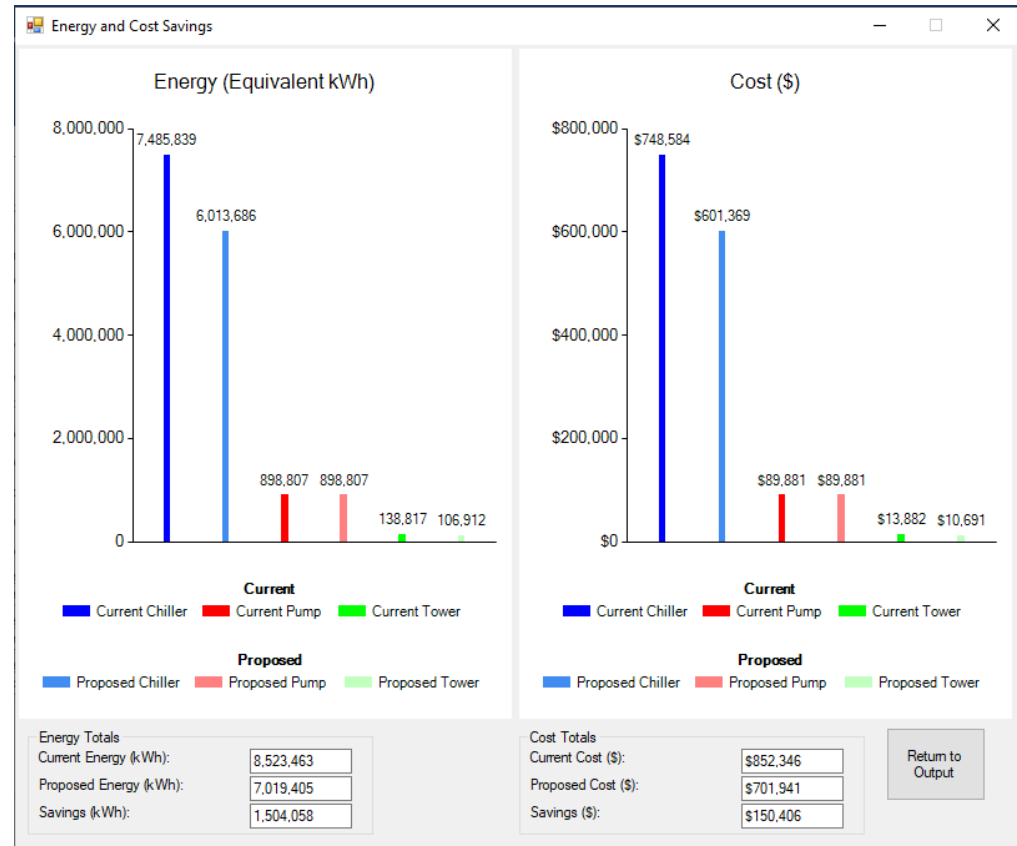 Energy and Cost Savings
Energy (Equivalent kWh)
8,000,000
7,485,839
6,013,686
6,000,000
4,000,000
2,000,000
898,807 898,807
138,817 106,912
0
Current
Current Chiller Current Pump Current Tower
Proposed
Proposed Chiller Proposed Pump Proposed Tower
Cost ($)
$800,000
$748,584
$601,369
$600,000
$400,000
$200,000
$89,881 $89,881
$13,882 $10,691
$0
Current
Current Chiller Current Pump Current Tower
Proposed
Proposed Chiller Proposed Pump Proposed Tower
Energy Totals
Current Energy (kWh): 8,523,463
Proposed Energy (kWh): 7,019,405
Savings (kWh): 1,504,058
Cost Totals
Current Cost ($): $852,346
Proposed Cost ($): $701,941
Savings ($): $150,406
Return to
Output